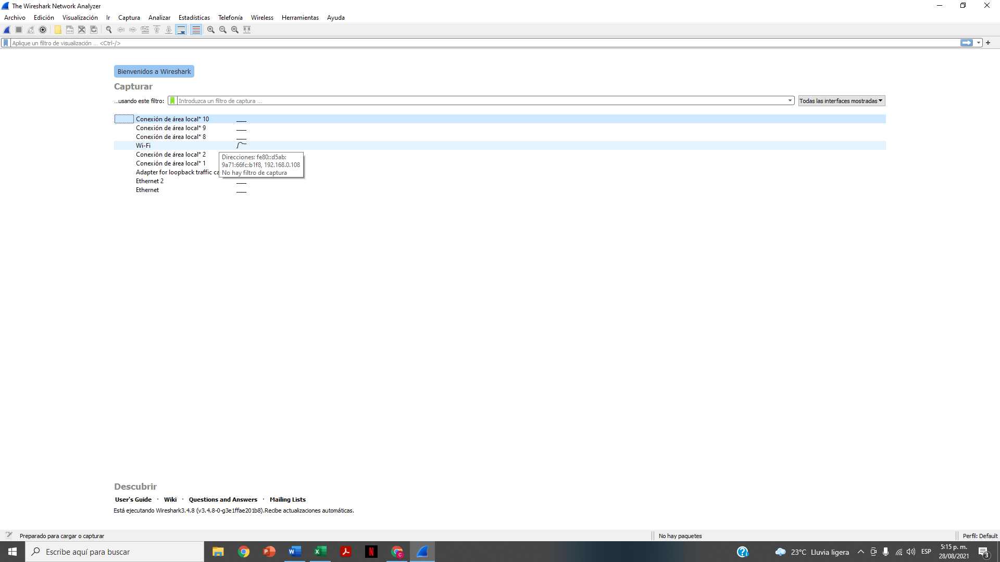 The Wireshark Network Analyzer
Archivo Edición Visualización Ir Captura Analizar Estadísticas Telefonía Wireless Herramientas Ayuda
Aplique un filtro de visualización ... <Ctrl-/>
Bienvenidos a Wireshark
Capturar
...usando este filtro: Introduzca un filtro de captura ... Todas las interfaces mostradas
Conexión de área local* 10
Conexión de área local* 9
Conexión de área local* 8
Wi-Fi
Conexión de área local* 2
Conexión de área local* 1
Adapter for loopback traffic ca
Ethernet 2
Ethernet
Direcciones: fe80::d5ab:
9a71:66fc:b1f8, 192.168.0.108
No hay filtro de captura
Descubrir
User's Guide · Wiki · Questions and Answers · Mailing Lists
Está ejecutando Wireshark3.4.8 (v3.4.8-0-g3e1ffae201b8).Recibe actualizaciones automáticas.
Preparado para cargar o capturar No hay paquetes Perfil: Default
Escribe aquí para buscar 23°C Lluvia ligera ESP 5:15 p. m.
28/08/2021 3